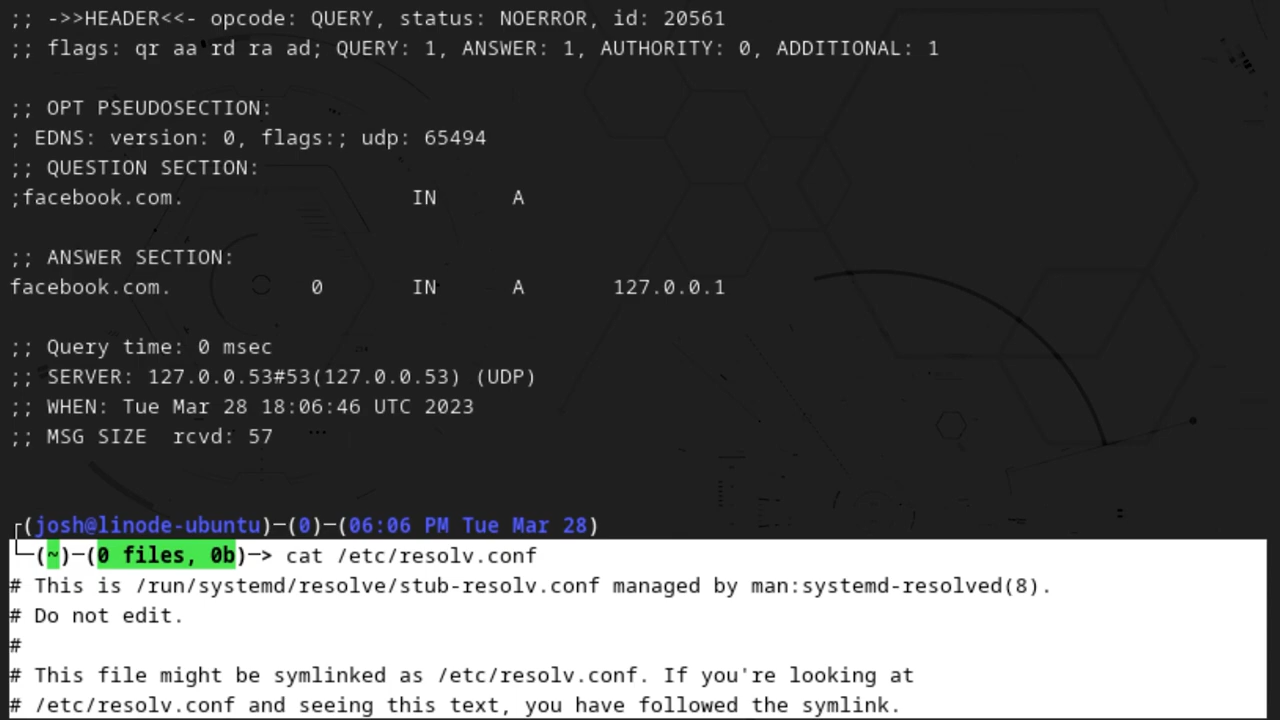 ;; ->>HEADER<<- opcode: QUERY, status: NOERROR, id: 20561
;; flags: qr aa rd ra ad; QUERY: 1, ANSWER: 1, AUTHORITY: 0, ADDITIONAL: 1
;; OPT PSEUDOSECTION:
; EDNS: version: 0, flags:; udp: 65494
;; QUESTION SECTION:
;facebook.com. IN A
;; ANSWER SECTION:
facebook.com. 0 IN A 127.0.0.1
;; Query time: 0 msec
;; SERVER: 127.0.0.53#53(127.0.0.53) (UDP)
;; WHEN: Tue Mar 28 18:06:46 UTC 2023
;; MSG SIZE  rcvd: 57
┌(josh@linode-ubuntu)─(0)─(06:06 PM Tue Mar 28)
└─(~)─(0 files, 0b)─> cat /etc/resolv.conf
# This is /run/systemd/resolve/stub-resolv.conf managed by man:systemd-resolved(8).
# Do not edit.
#
# This file might be symlinked as /etc/resolv.conf. If you're looking at
# /etc/resolv.conf and seeing this text, you have followed the symlink.